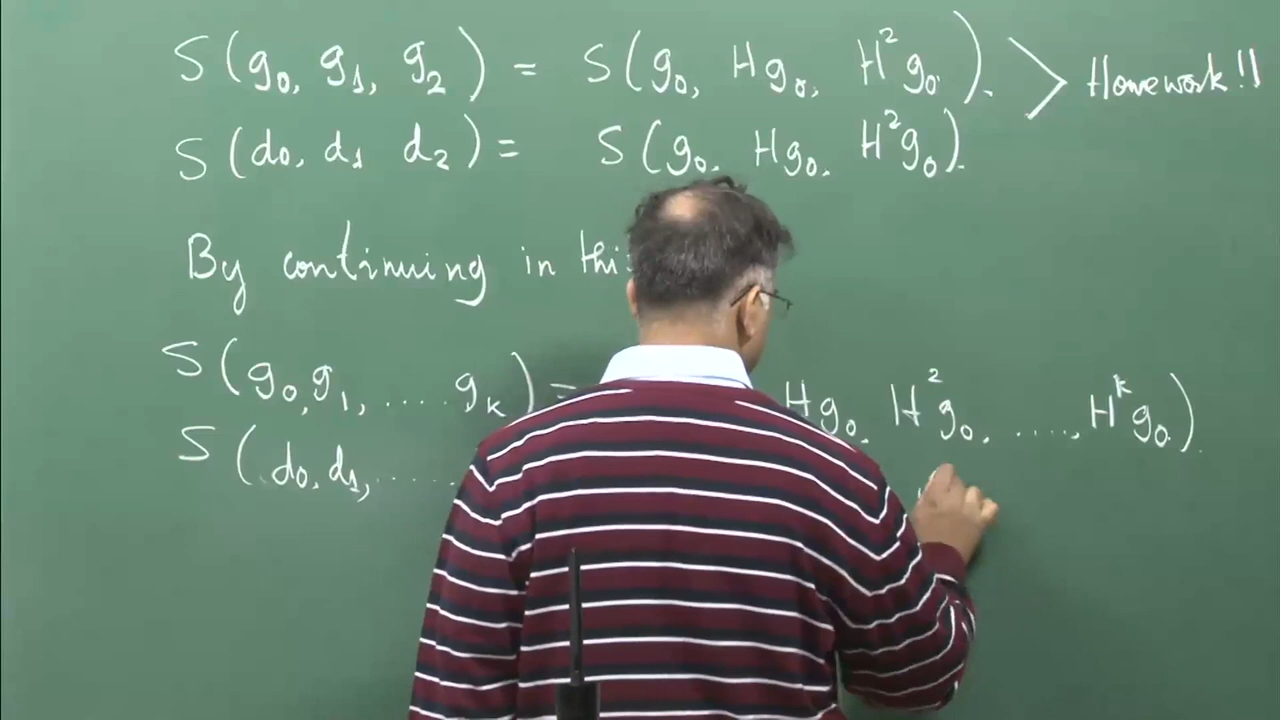 S(g₀, g₁, g₂) = S(g₀, Hg₀, H²g₀). > Homework!!
S(d₀, d₁ d₂) = S(g₀, Hg₀, H²g₀).
By continuing in this
S(g₀, g₁, ..... gₖ) = Hg₀, H²g₀, ....., Hᵏg₀).
S(d₀, d₁, .....